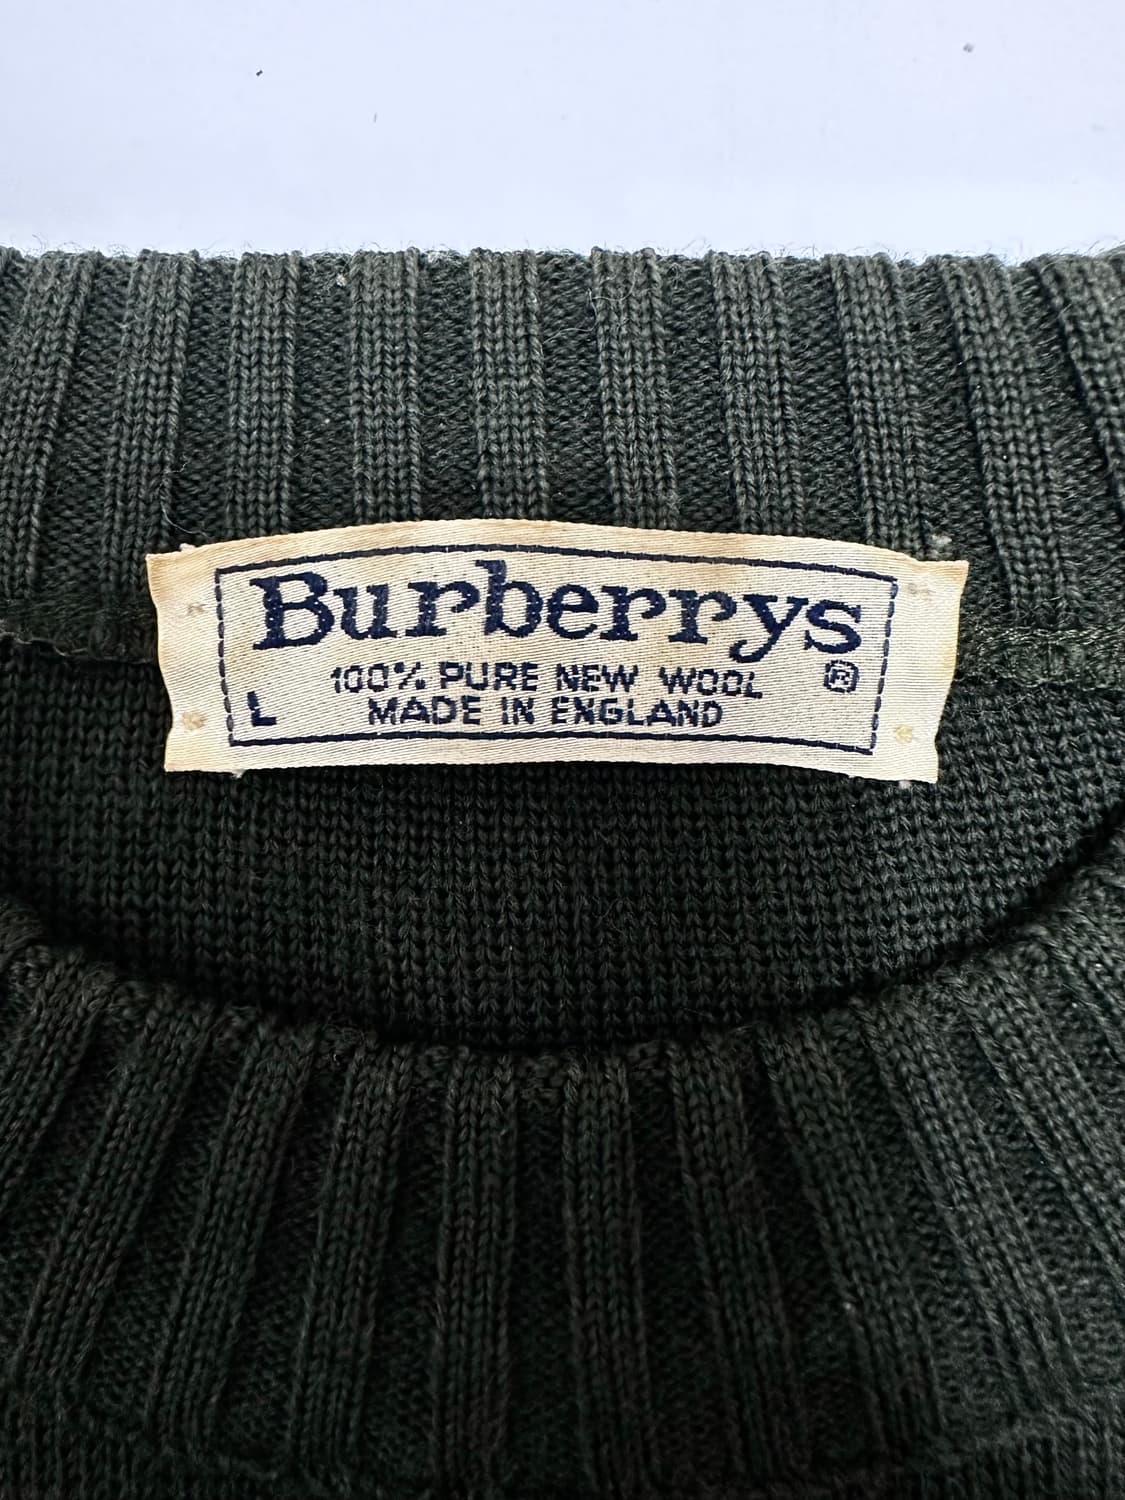 Burberrys
100% PURE NEW WOOL ®
L MADE IN ENGLAND